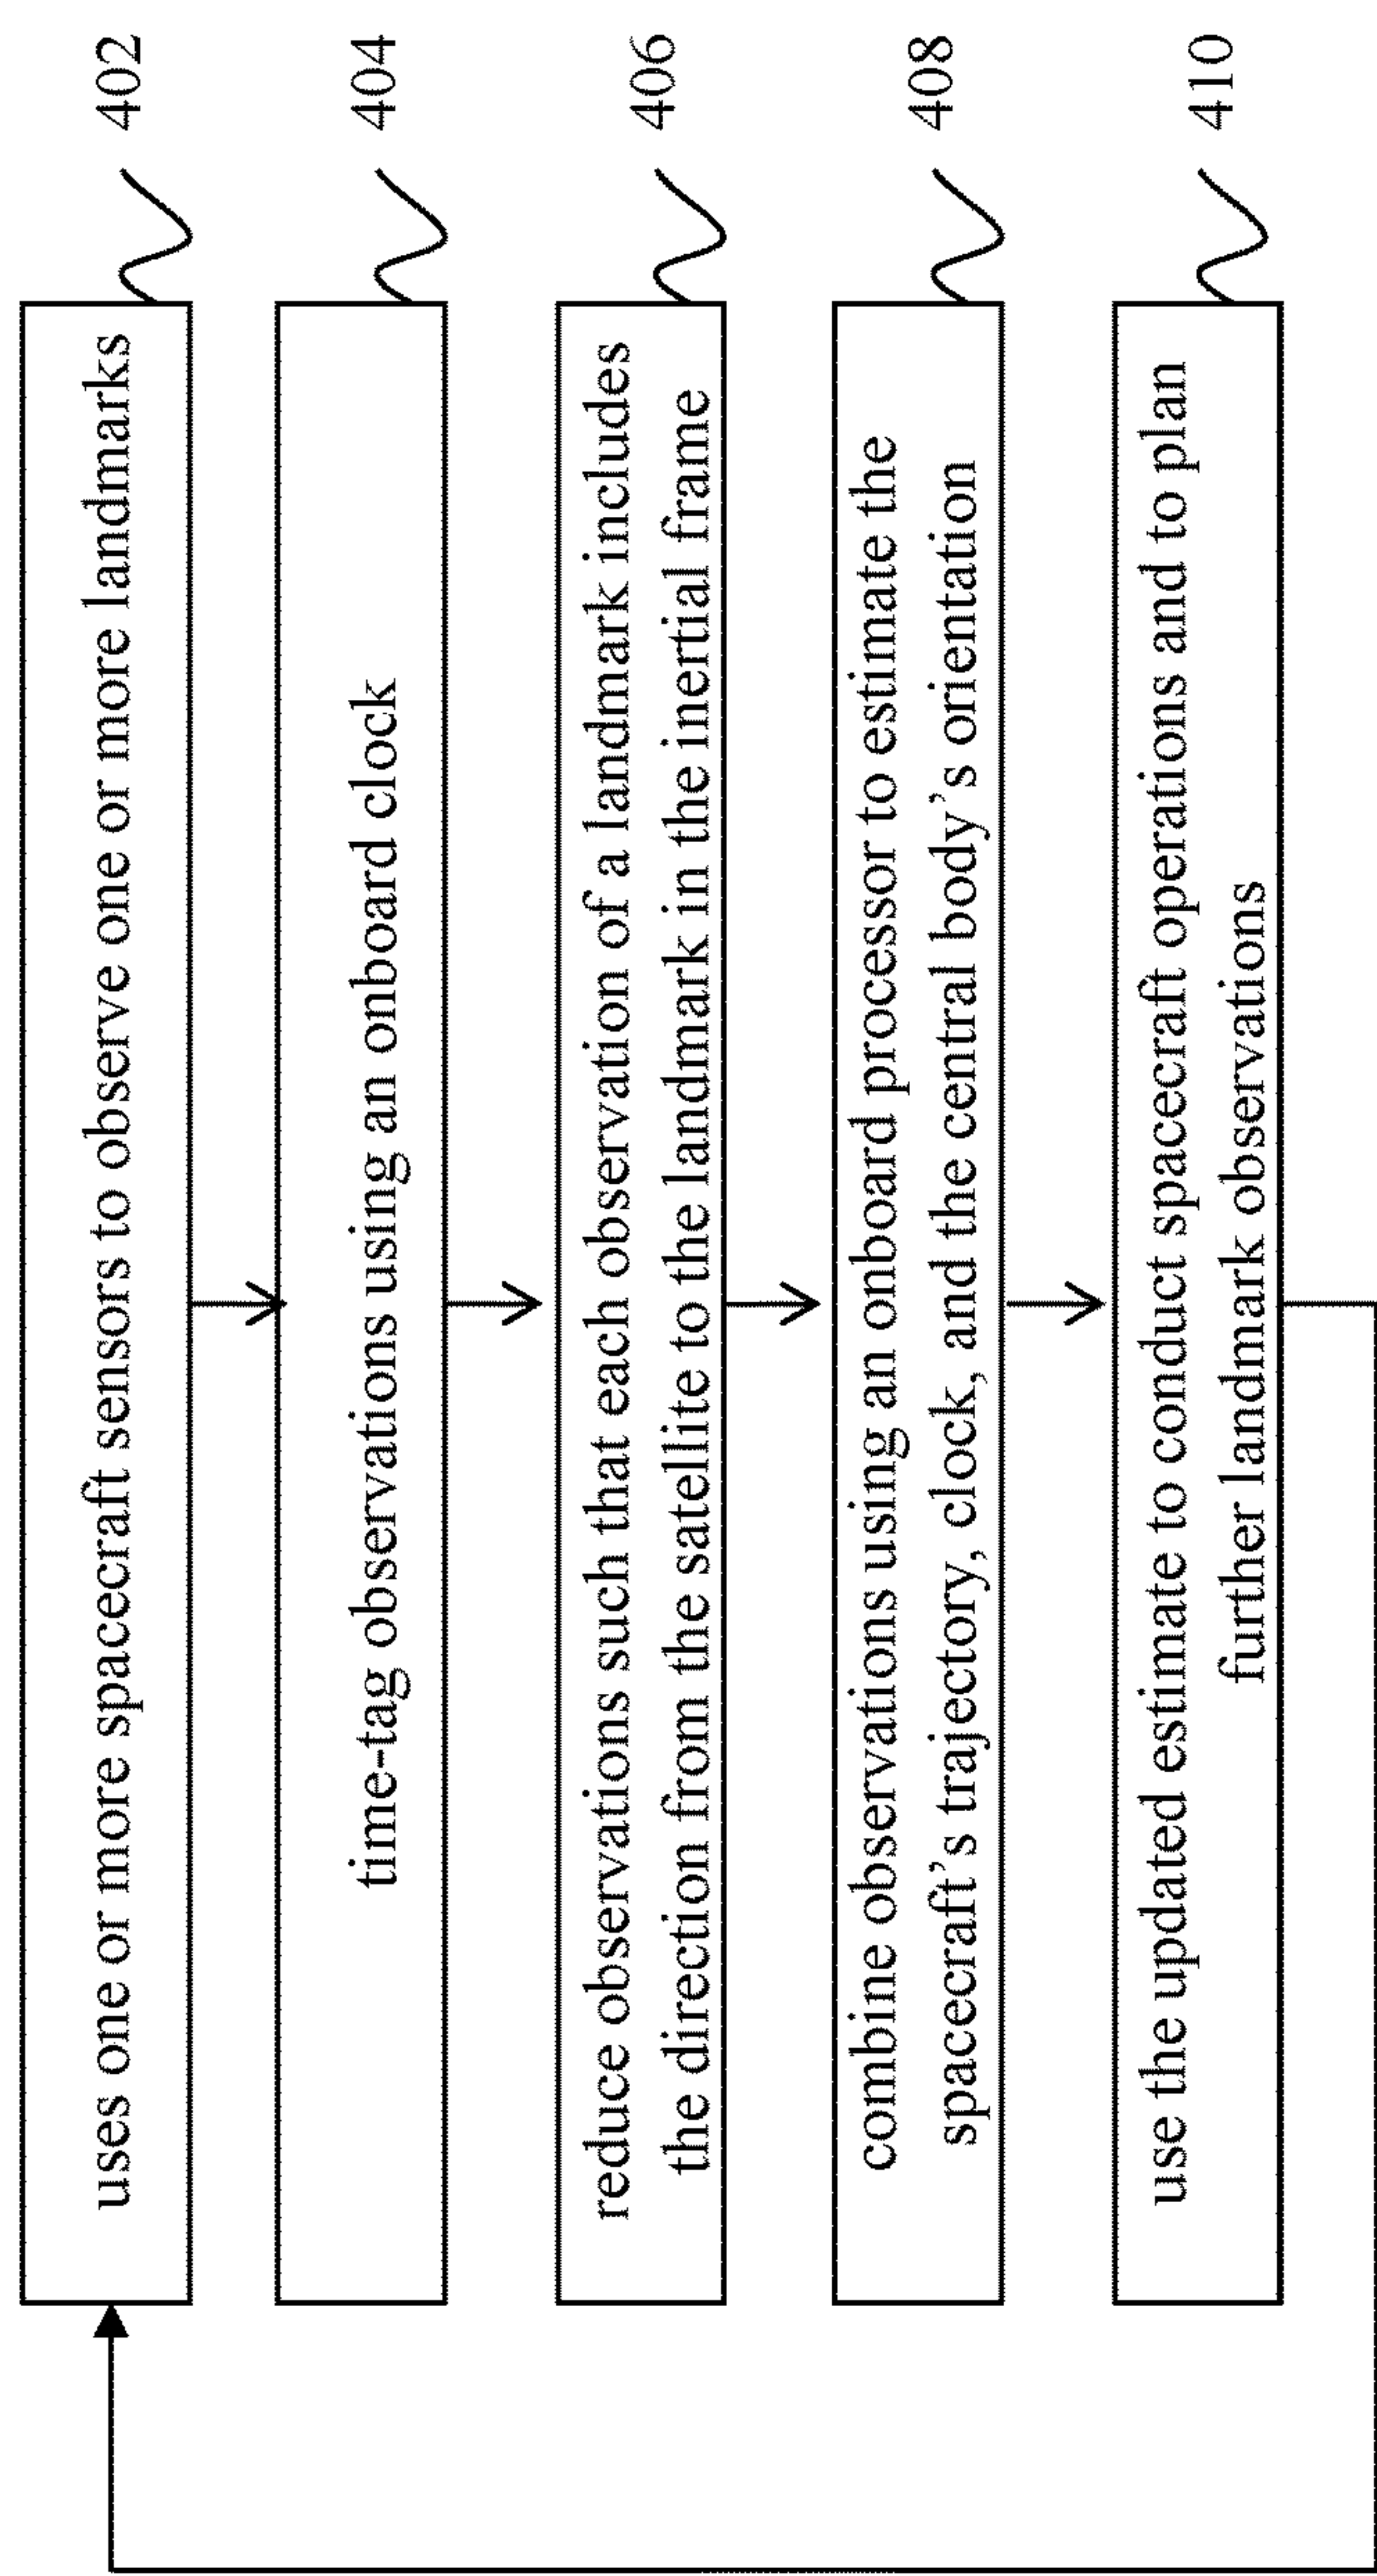 uses one or more spacecraft sensors to observe one or more landmarks
402
time-tag observations using an onboard clock
404
reduce observations such that each observation of a landmark includes
the direction from the satellite to the landmark in the inertial frame
406
combine observations using an onboard processor to estimate the
spacecraft's trajectory, clock, and the central body's orientation
408
use the updated estimate to conduct spacecraft operations and to plan
further landmark observations
410